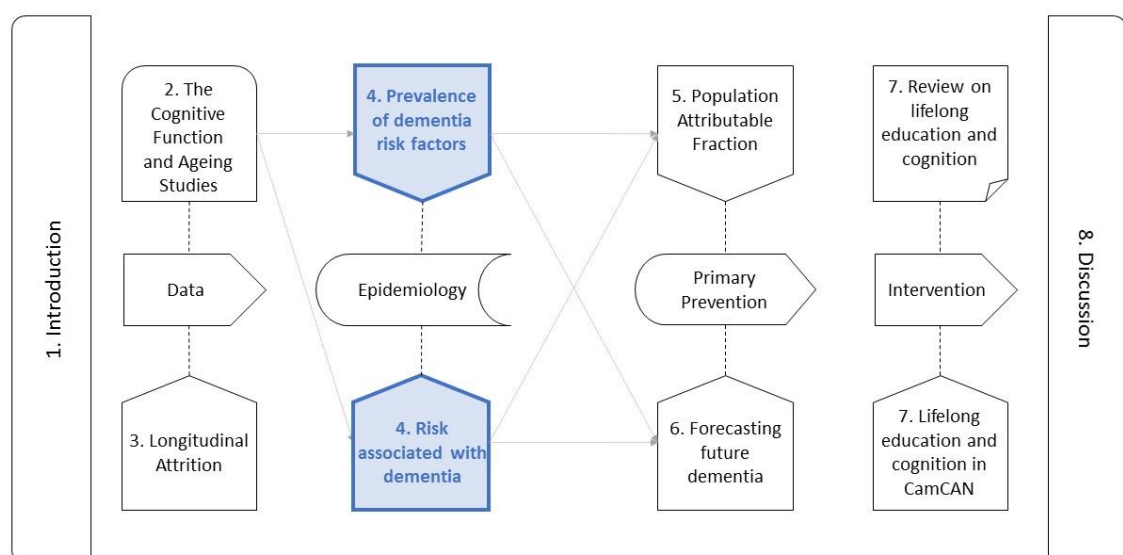 1. Introduction
2. The
Cognitive
Function
and Ageing
Studies
Data
3. Longitudinal
Attrition
4. Prevalence
of dementia
risk factors
Epidemiology
4. Risk
associated with
dementia
5. Population
Attributable
Fraction
Primary
Prevention
6. Forecasting
future
dementia
7. Review on
lifelong
education and
cognition
Intervention
7. Lifelong
education and
cognition in
CamCAN
8. Discussion